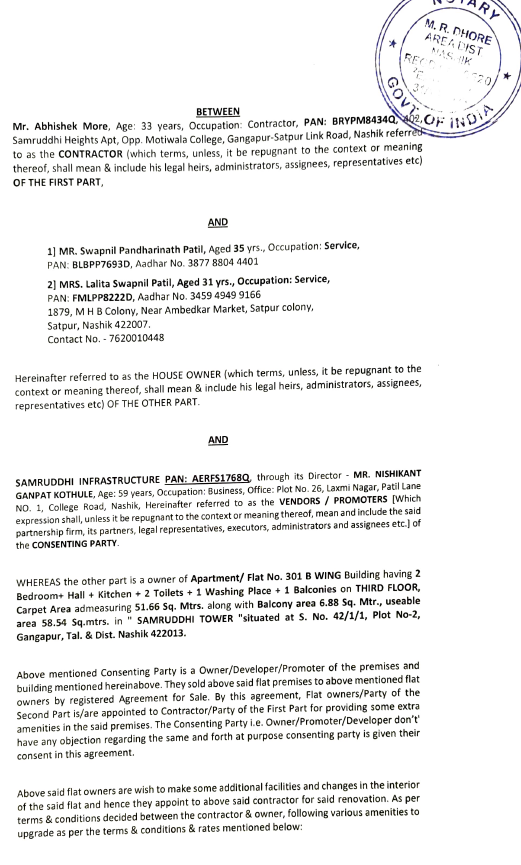 NOTARY
M. R. DHORE
AREA DIST
NASHIK
GOVT. OF INDIA
BETWEEN
Mr. Abhishek More, Age: 33 years, Occupation: Contractor, PAN: BRYPM8434Q, 402,
Samruddhi Heights Apt, Opp. Motiwala College, Gangapur-Satpur Link Road, Nashik referred
to as the CONTRACTOR (which terms, unless, it be repugnant to the context or meaning
thereof, shall mean & include his legal heirs, administrators, assignees, representatives etc)
OF THE FIRST PART,
AND
1] MR. Swapnil Pandharinath Patil, Aged 35 yrs., Occupation: Service,
PAN: BLBPP7693D, Aadhar No. 3877 8804 4401
2] MRS. Lalita Swapnil Patil, Aged 31 yrs., Occupation: Service,
PAN: FMLPP8222D, Aadhar No. 3459 4949 9166
1879, M H B Colony, Near Ambedkar Market, Satpur colony,
Satpur, Nashik 422007.
Contact No. - 7620010448
Hereinafter referred to as the HOUSE OWNER (which terms, unless, it be repugnant to the
context or meaning thereof, shall mean & include his legal heirs, administrators, assignees,
representatives etc) OF THE OTHER PART.
AND
SAMRUDDHI INFRASTRUCTURE PAN: AERFS1768Q, through its Director - MR. NISHIKANT
GANPAT KOTHULE, Age: 59 years, Occupation: Business, Office: Plot No. 26, Laxmi Nagar, Patil Lane
NO. 1, College Road, Nashik, Hereinafter referred to as the VENDORS / PROMOTERS [Which
expression shall, unless it be repugnant to the context or meaning thereof, mean and include the said
partnership firm, its partners, legal representatives, executors, administrators and assignees etc.] of
the CONSENTING PARTY.
WHEREAS the other part is a owner of Apartment/ Flat No. 301 B WING Building having 2
Bedroom+ Hall + Kitchen + 2 Toilets + 1 Washing Place + 1 Balconies on THIRD FLOOR,
Carpet Area admeasuring 51.66 Sq. Mtrs. along with Balcony area 6.88 Sq. Mtr., useable
area 58.54 Sq.mtrs. in " SAMRUDDHI TOWER "situated at S. No. 42/1/1, Plot No-2,
Gangapur, Tal. & Dist. Nashik 422013.
Above mentioned Consenting Party is a Owner/Developer/Promoter of the premises and
building mentioned hereinabove. They sold above said flat premises to above mentioned flat
owners by registered Agreement for Sale. By this agreement, Flat owners/Party of the
Second Part is/are appointed to Contractor/Party of the First Part for providing some extra
amenities in the said premises. The Consenting Party i.e. Owner/Promoter/Developer don't'
have any objection regarding the same and forth at purpose consenting party is given their
consent in this agreement.
Above said flat owners are wish to make some additional facilities and changes in the interior
of the said flat and hence they appoint to above said contractor for said renovation. As per
terms & conditions decided between the contractor & owner, following various amenities to
upgrade as per the terms & conditions & rates mentioned below: